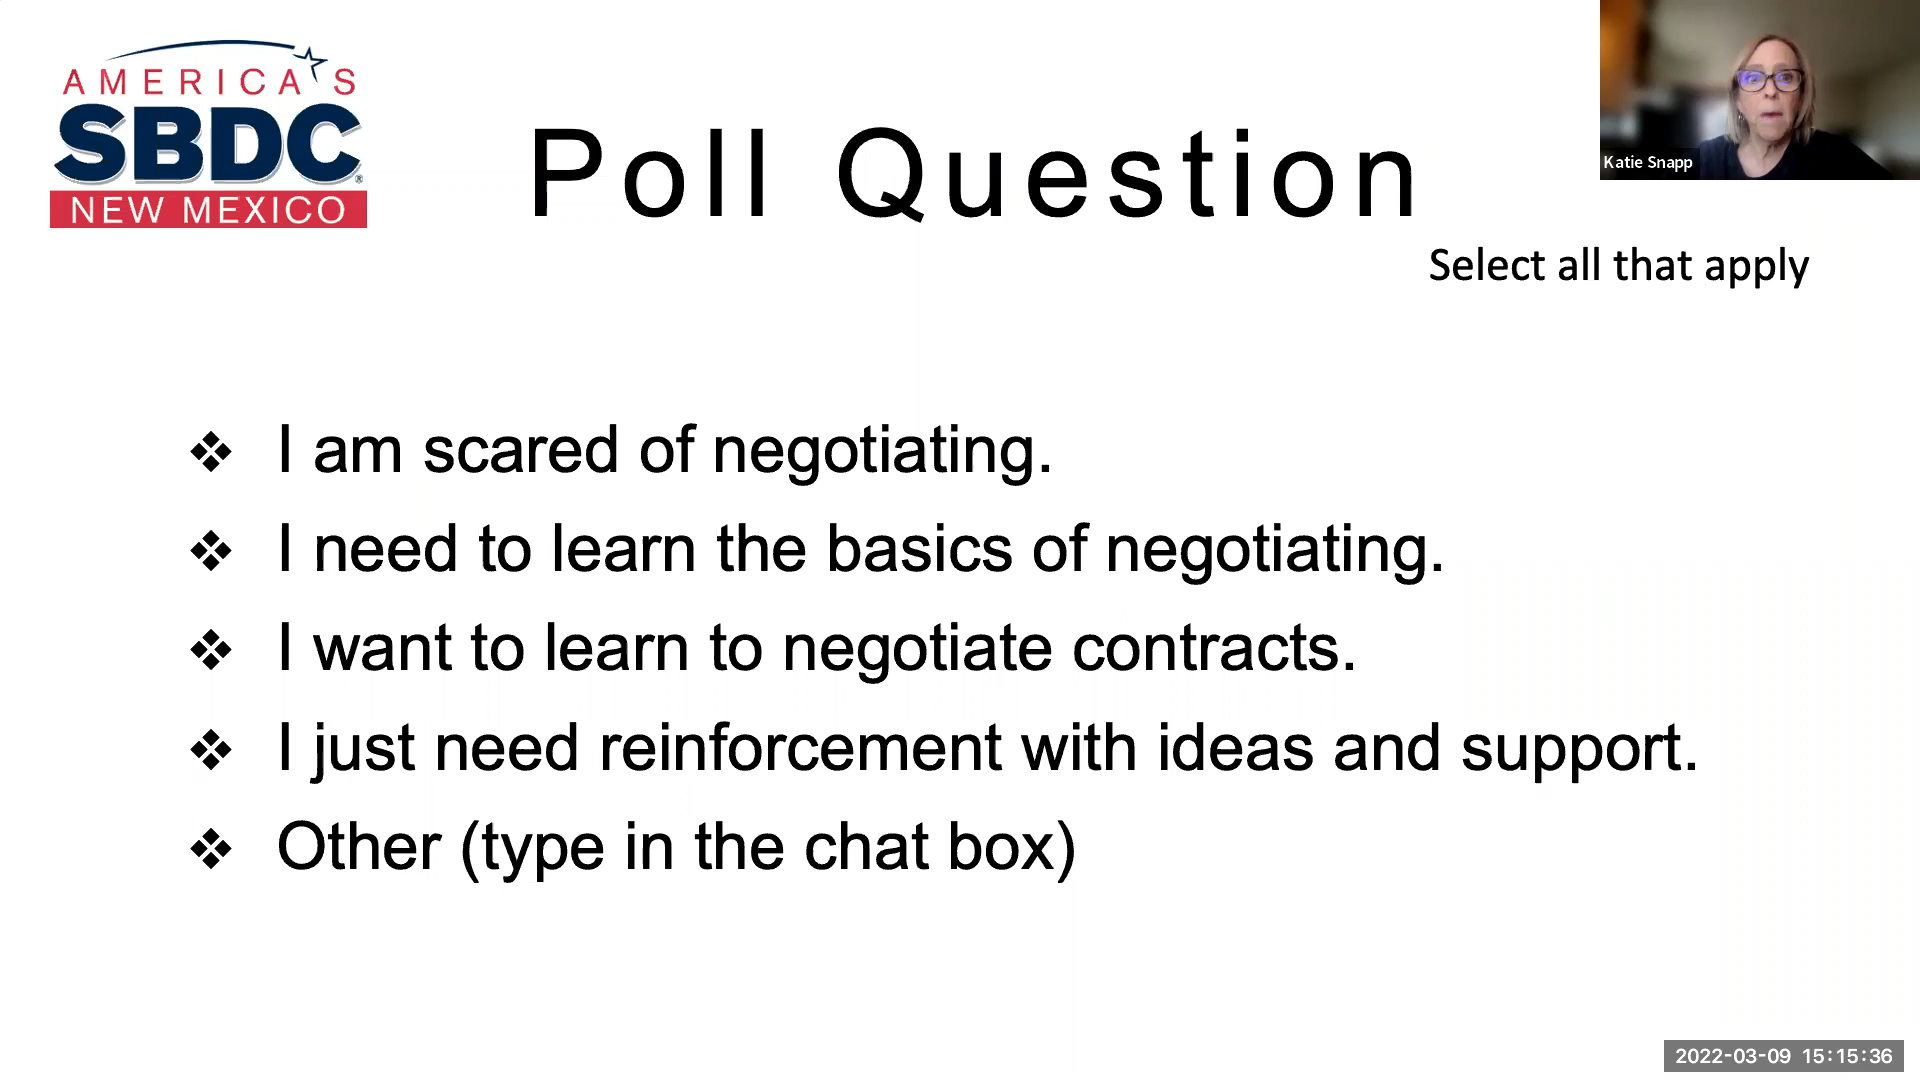 AMERICA'S
SBDC
®
NEW MEXICO
Poll Question
Katie Snapp
Select all that apply
❖ I am scared of negotiating.
❖ I need to learn the basics of negotiating.
❖ I want to learn to negotiate contracts.
❖ I just need reinforcement with ideas and support.
❖ Other (type in the chat box)
2022-03-09 15:15:36